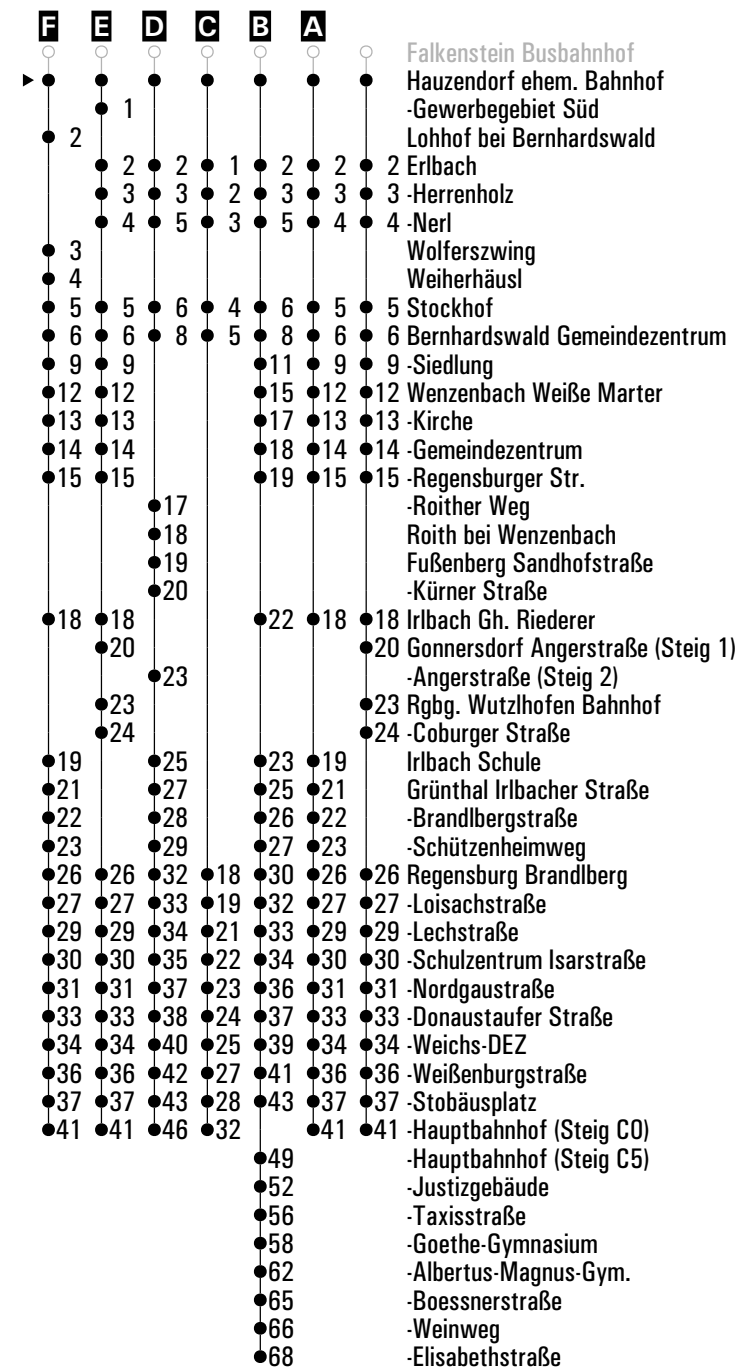 F E D C B A
Falkenstein Busbahnhof
Hauzendorf ehem. Bahnhof
1 -Gewerbegebiet Süd
2 Lohhof bei Bernhardswald
2 2 1 2 2 2 Erlbach
3 3 2 3 3 3 -Herrenholz
4 5 3 5 4 4 -Nerl
3 Wolferszwing
4 Weiherhäusl
5 5 6 4 6 5 5 Stockhof
6 6 8 5 8 6 6 Bernhardswald Gemeindezentrum
9 9 11 9 9 -Siedlung
12 12 15 12 12 Wenzenbach Weiße Marter
13 13 17 13 13 -Kirche
14 14 18 14 14 -Gemeindezentrum
15 15 19 15 15 -Regensburger Str.
17 -Roither Weg
18 Roith bei Wenzenbach
19 Fußenberg Sandhofstraße
20 -Kürner Straße
18 18 22 18 18 Irlbach Gh. Riederer
20 20 Gonnersdorf Angerstraße (Steig 1)
23 -Angerstraße (Steig 2)
23 23 Rgbg. Wutzlhofen Bahnhof
24 24 -Coburger Straße
19 25 23 19 Irlbach Schule
21 27 25 21 Grünthal Irlbacher Straße
22 28 26 22 -Brandlbergstraße
23 29 27 23 -Schützenheimweg
26 26 32 18 30 26 26 Regensburg Brandlberg
27 27 33 19 32 27 27 -Loisachstraße
29 29 34 21 33 29 29 -Lechstraße
30 30 35 22 34 30 30 -Schulzentrum Isarstraße
31 31 37 23 36 31 31 -Nordgaustraße
33 33 38 24 37 33 33 -Donaustaufer Straße
34 34 40 25 39 34 34 -Weichs-DEZ
36 36 42 27 41 36 36 -Weißenburgstraße
37 37 43 28 43 37 37 -Stobäusplatz
41 41 46 32 41 41 -Hauptbahnhof (Steig C0)
49 -Hauptbahnhof (Steig C5)
52 -Justizgebäude
56 -Taxisstraße
58 -Goethe-Gymnasium
62 -Albertus-Magnus-Gym.
65 -Boessnerstraße
66 -Weinweg
68 -Elisabethstraße